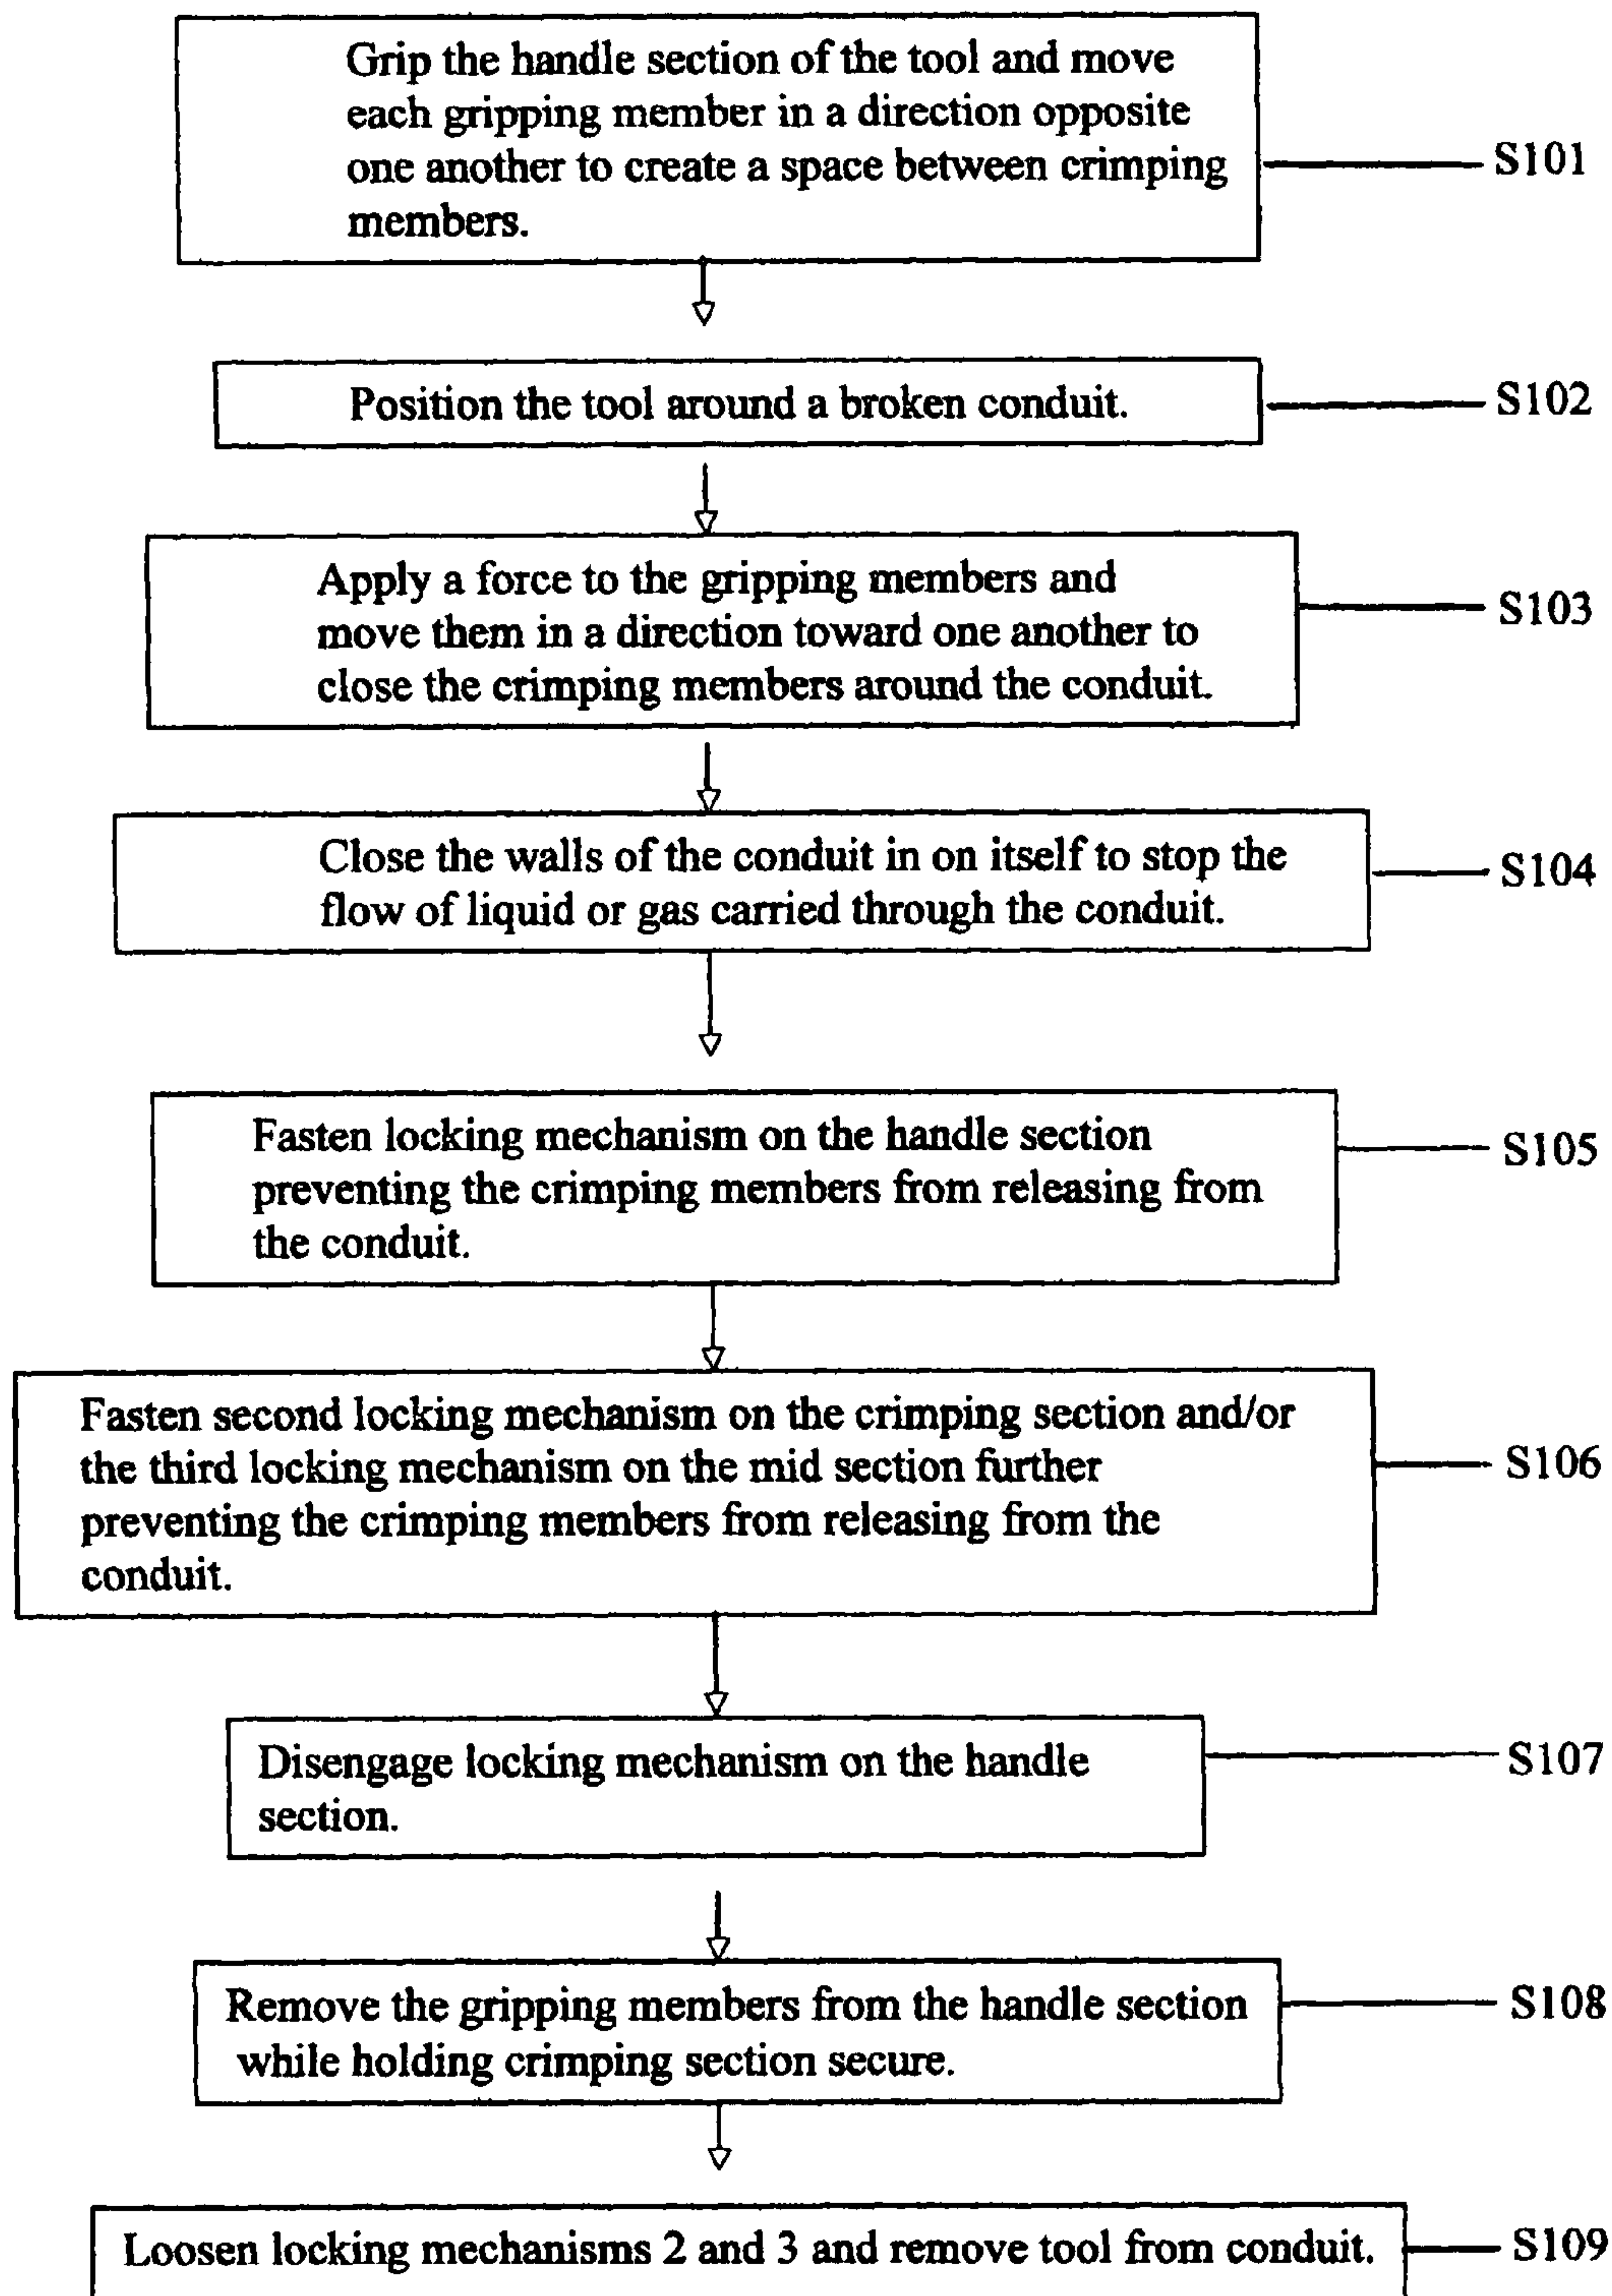 Grip the handle section of the tool and move
each gripping member in a direction opposite
one another to create a space between crimping
members.
S101
Position the tool around a broken conduit.
S102
Apply a force to the gripping members and
move them in a direction toward one another to
close the crimping members around the conduit.
S103
Close the walls of the conduit in on itself to stop the
flow of liquid or gas carried through the conduit.
S104
Fasten locking mechanism on the handle section
preventing the crimping members from releasing from
the conduit.
S105
Fasten second locking mechanism on the crimping section and/or
the third locking mechanism on the mid section further
preventing the crimping members from releasing from the
conduit.
S106
Disengage locking mechanism on the handle
section.
S107
Remove the gripping members from the handle section
while holding crimping section secure.
S108
Loosen locking mechanisms 2 and 3 and remove tool from conduit.
S109